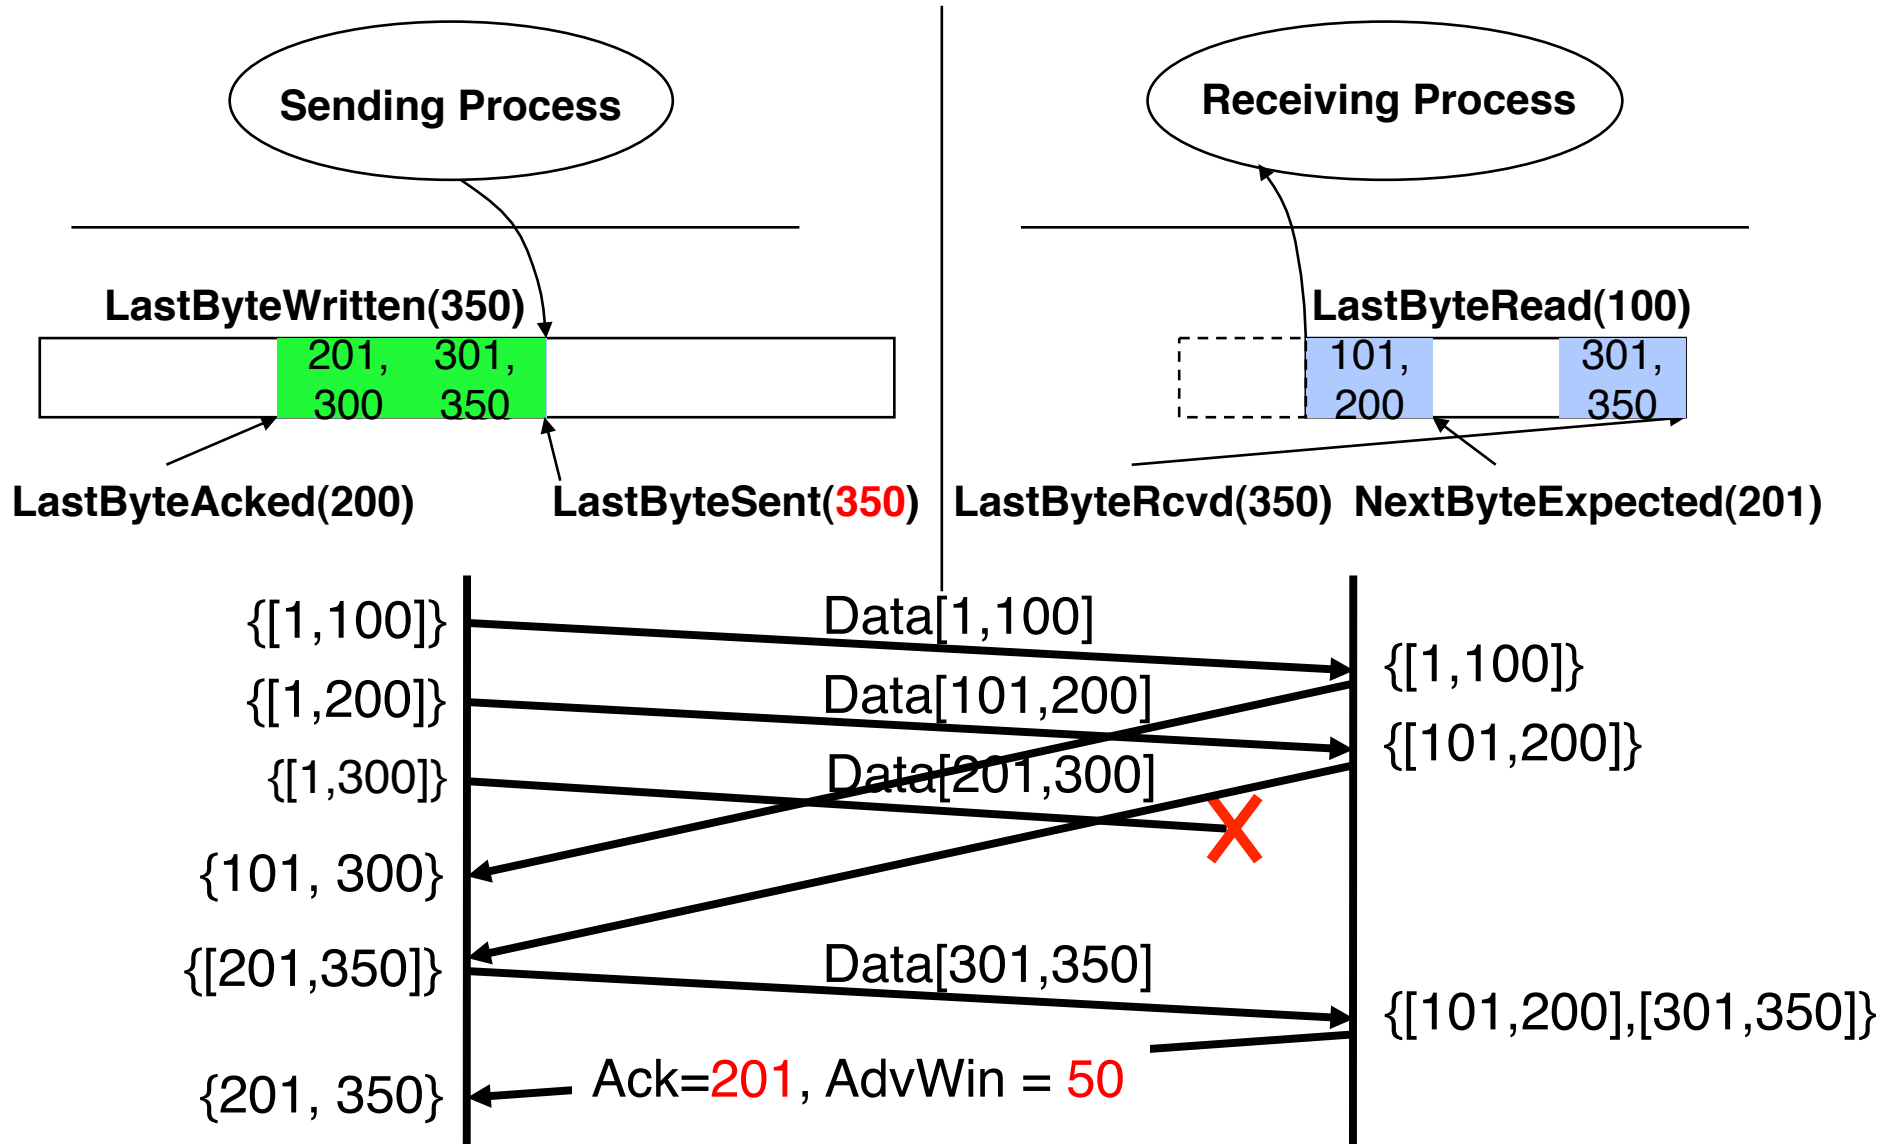 Sending Process
Receiving Process
LastByteWritten(350)
LastByteRead(100)
201, 301,
300 350
101, 301,
200 350
LastByteAcked(200)
LastByteSent(350)
LastByteRcvd(350)
NextByteExpected(201)
{[1,100]}
Data[1,100]
{[1,100]}
{[1,200]}
Data[101,200]
{[101,200]}
{[1,300]}
Data[201,300]
{101, 300}
{[201,350]}
Data[301,350]
{[101,200],[301,350]}
Ack=201, AdvWin = 50
{201, 350}